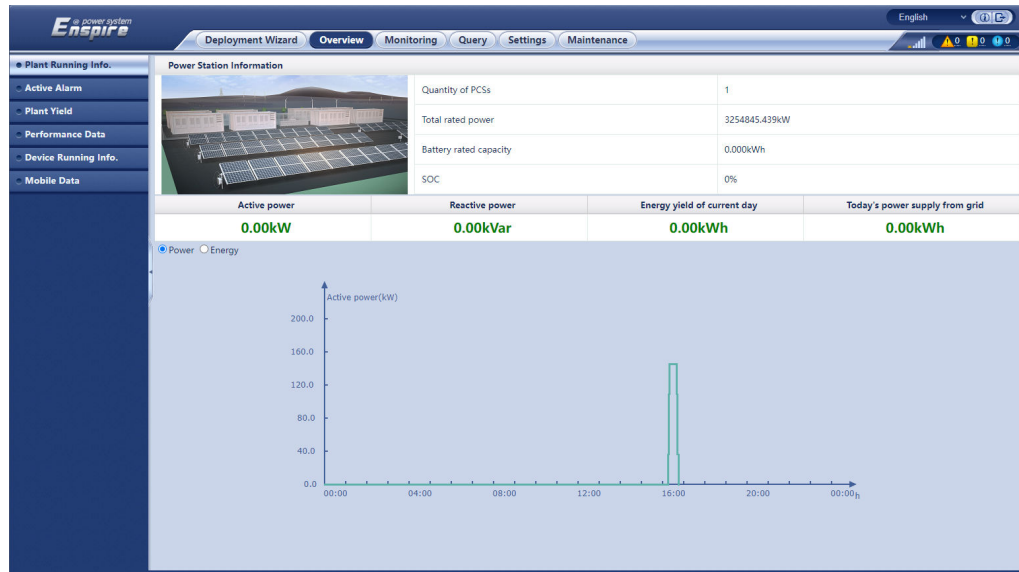 Enspire
@ power system
English
Deployment Wizard Overview Monitoring Query Settings Maintenance
0 0 0
Plant Running Info.
Active Alarm
Plant Yield
Performance Data
Device Running Info.
Mobile Data
Power Station Information
Quantity of PCSs 1
Total rated power 3254845.439kW
Battery rated capacity 0.000kWh
SOC 0%
Active power Reactive power Energy yield of current day Today's power supply from grid
0.00kW 0.00kVar 0.00kWh 0.00kWh
Power Energy
Active power(kW)
200.0
160.0
120.0
80.0
40.0
0.0
00:00 04:00 08:00 12:00 16:00 20:00 00:00 h